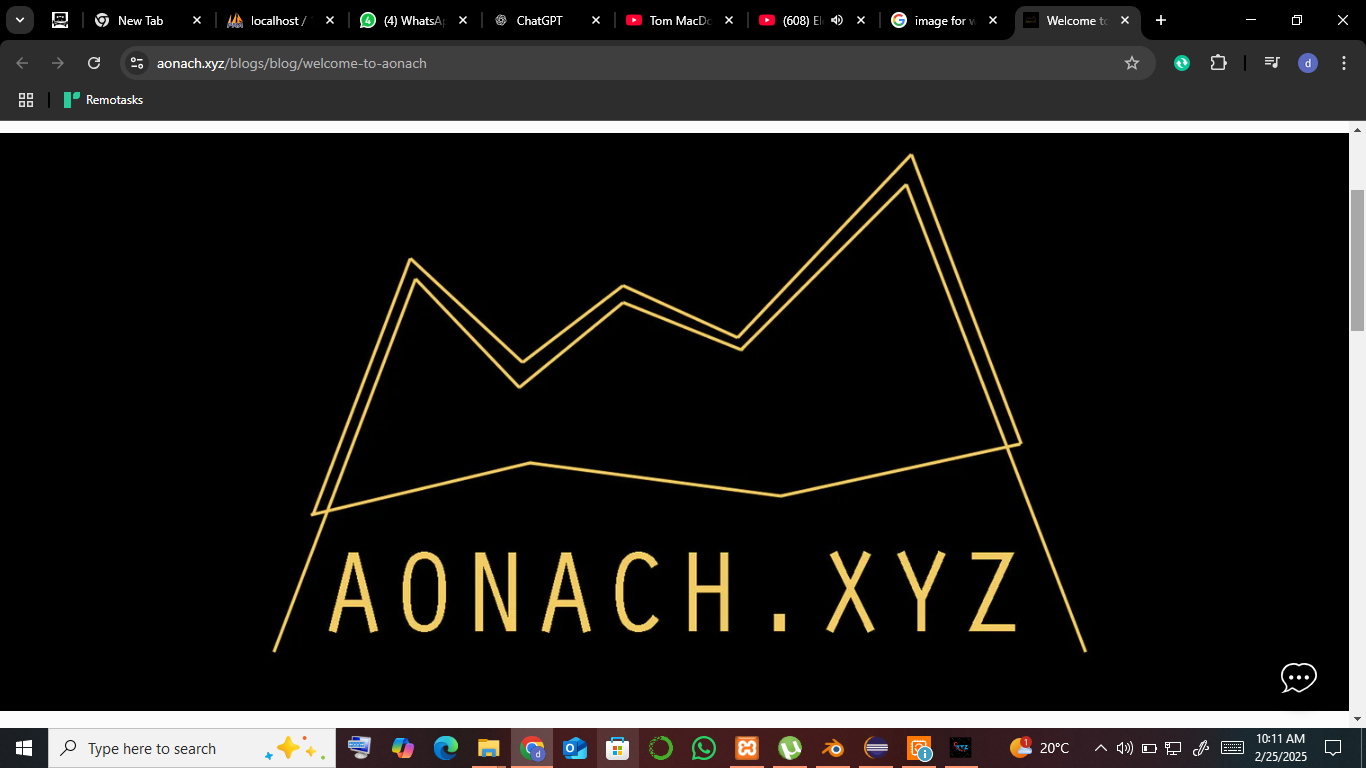 New Tab
localhost /
(4) WhatsAp
ChatGPT
Tom MacDo
(608) El
image for w
Welcome to
aonach.xyz/blogs/blog/welcome-to-aonach
d
Remotasks
AONACH.XYZ
Type here to search
20°C
10:11 AM
2/25/2025